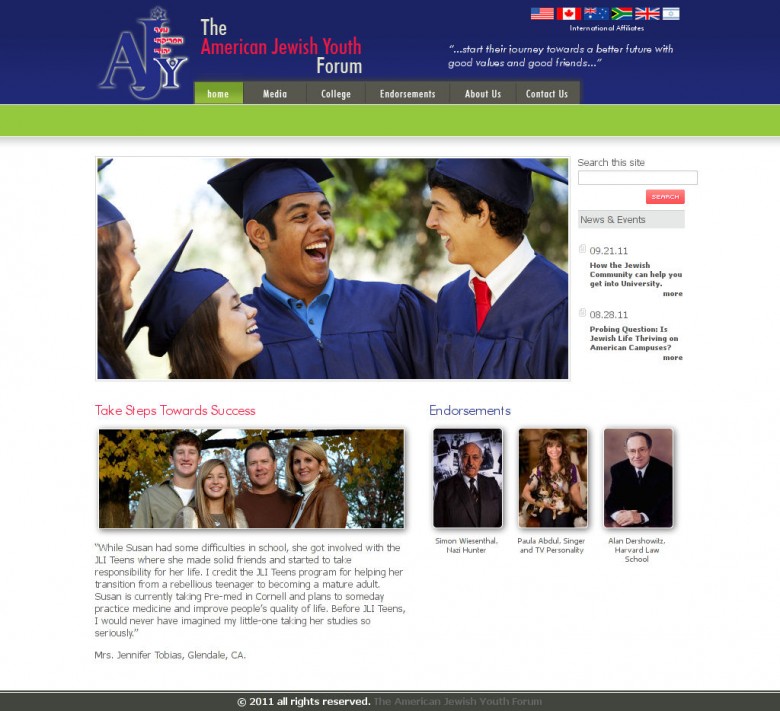 AJY
The
American Jewish Youth
Forum
International Affiliates
“...start their journey towards a better future with
good values and good friends...”
home
Media
College
Endorsements
About Us
Contact Us
Search this site
SEARCH
News & Events
09.21.11
How the Jewish
Community can help you
get into University.
more
08.28.11
Probing Question: Is
Jewish Life Thriving on
American Campuses?
more
Take Steps Towards Success
Endorsements
Simon Wiesenthal,
Nazi Hunter
Paula Abdul, Singer
and TV Personality
Alan Dershowitz,
Harvard Law
School
“While Susan had some difficulties in school, she got involved with the
JLI Teens where she made solid friends and started to take
responsibility for her life. I credit the JLI Teens program for helping her
transition from a rebellious teenager to becoming a mature adult.
Susan is currently taking Pre-med in Cornell and plans to someday
practice medicine and improve people’s quality of life. Before JLI Teens,
I would never have imagined my little-one taking her studies so
seriously.”
Mrs. Jennifer Tobias, Glendale, CA.
© 2011 all rights reserved. The American Jewish Youth Forum